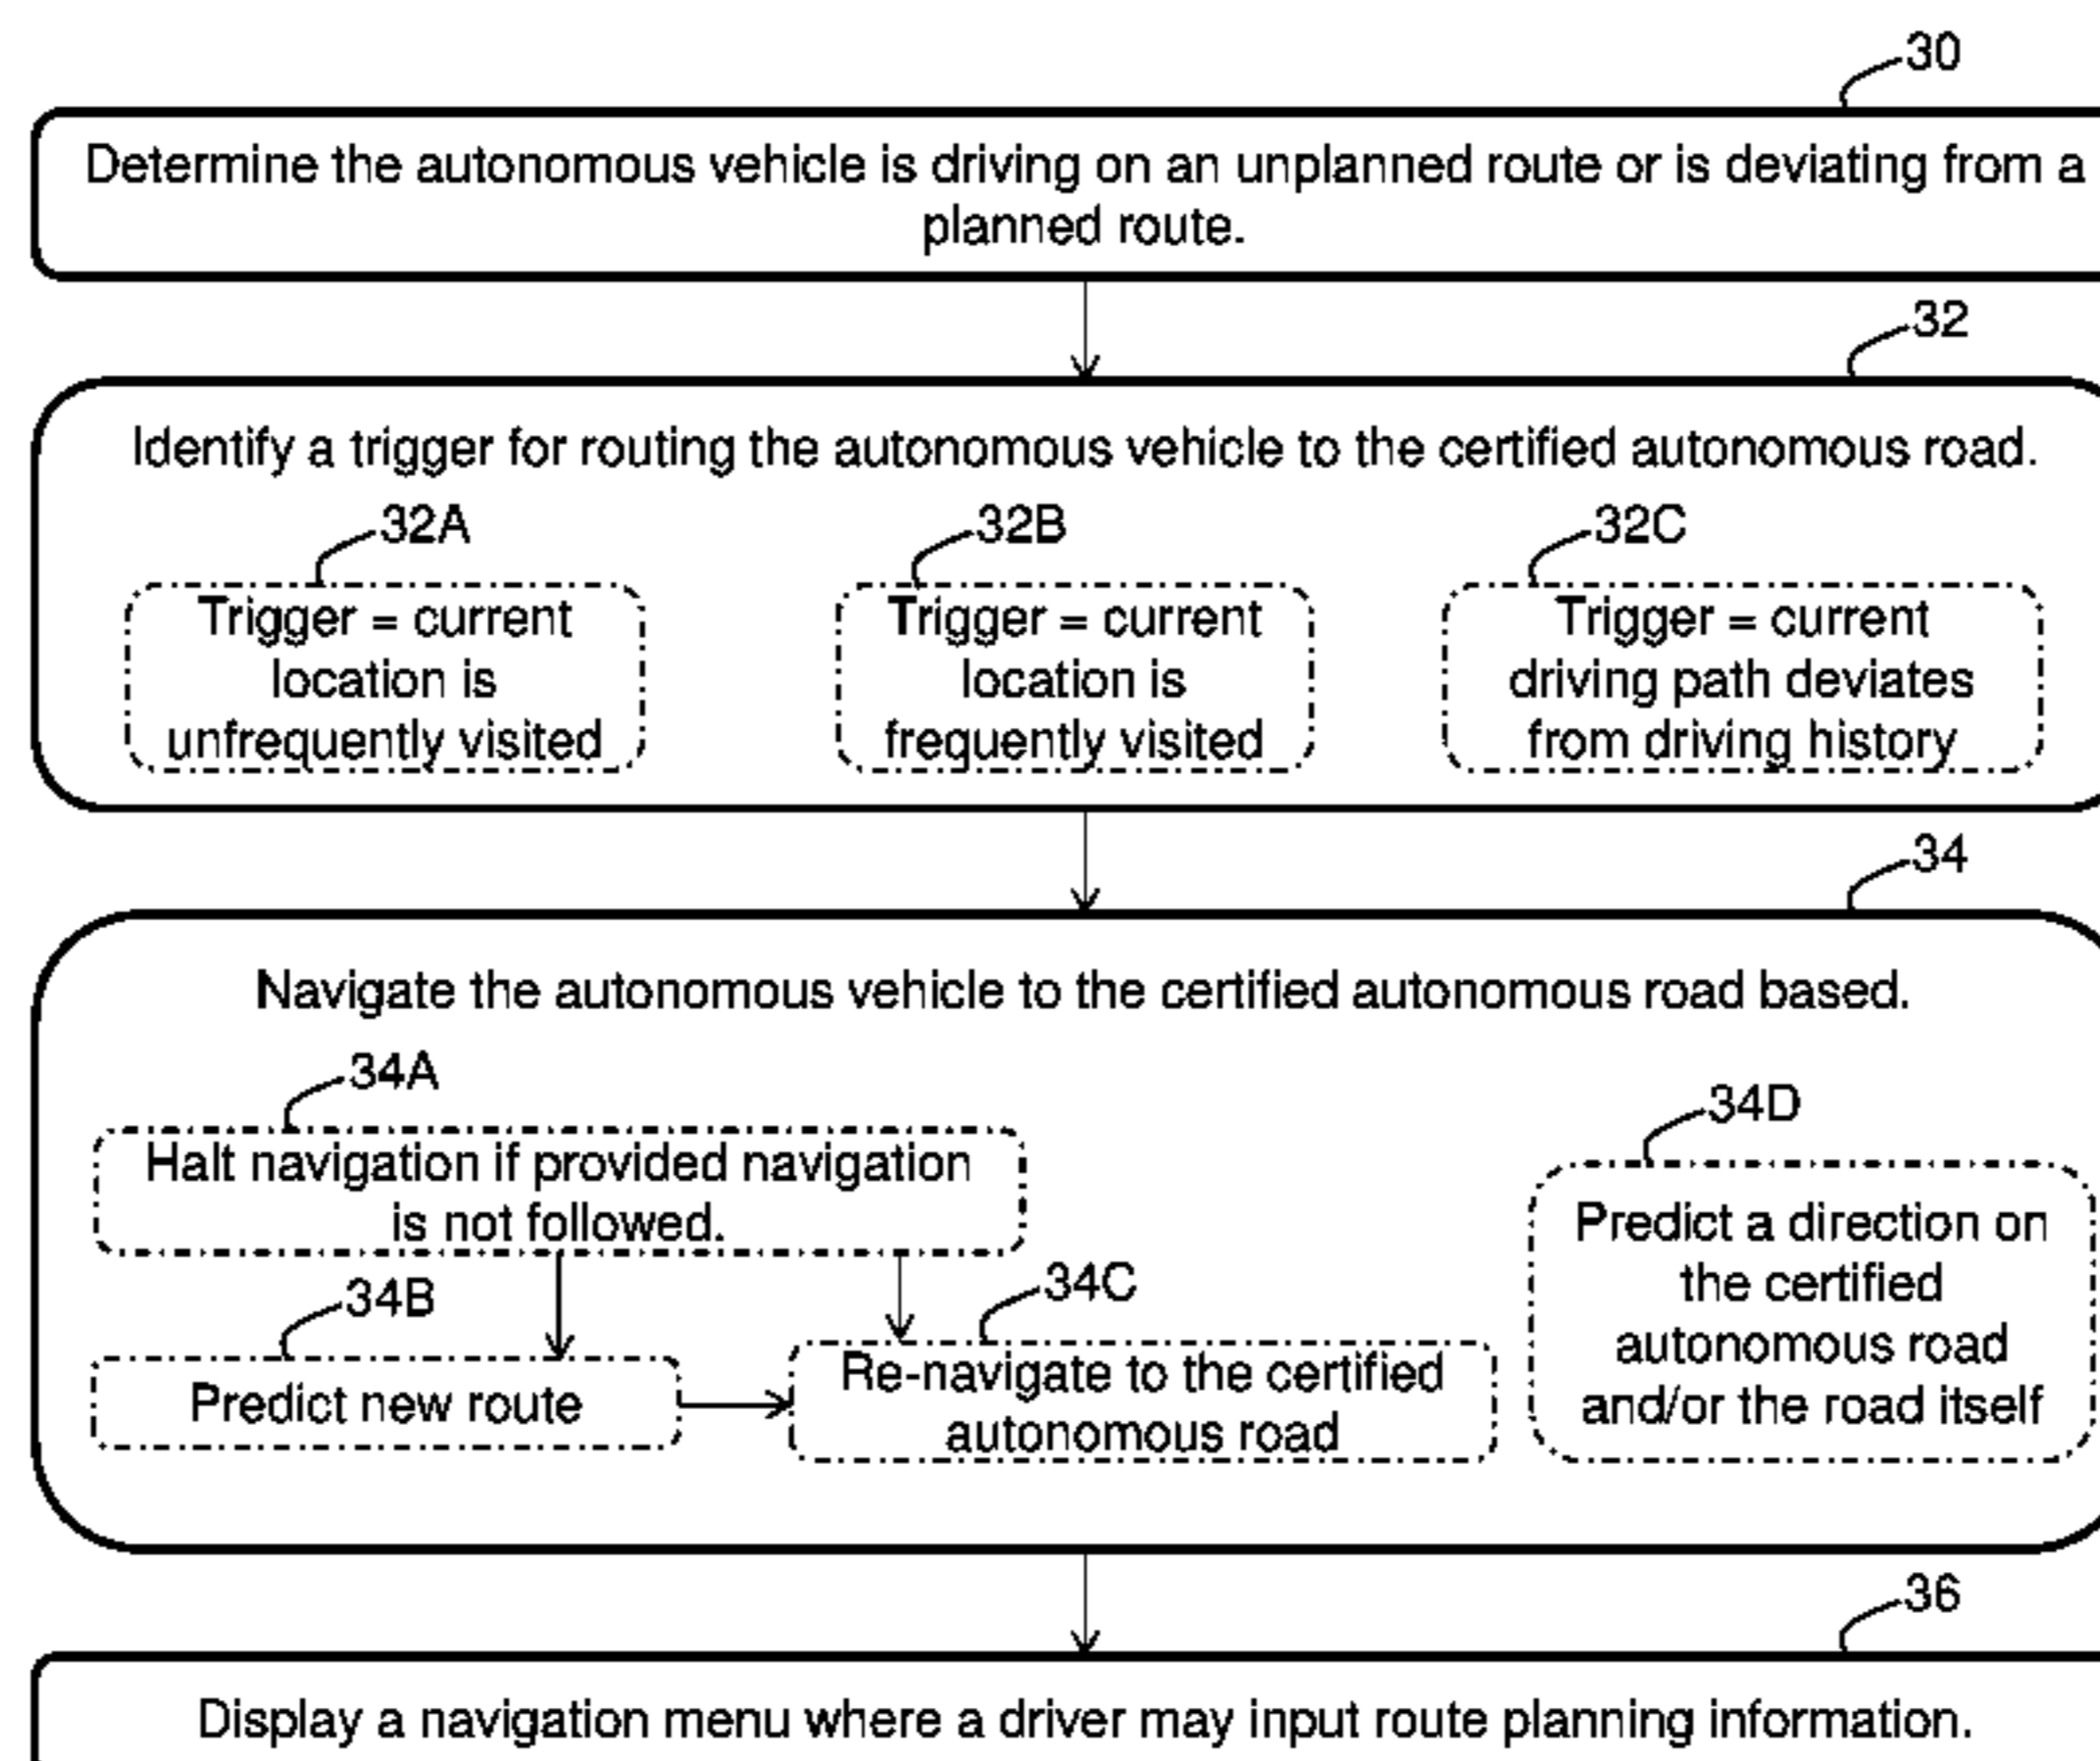 30
Determine the autonomous vehicle is driving on an unplanned route or is deviating from a
planned route.
32
Identify a trigger for routing the autonomous vehicle to the certified autonomous road.
32A
32B
32C
Trigger = current
location is
unfrequently visited
Trigger = current
location is
frequently visited
Trigger = current
driving path deviates
from driving history
34
Navigate the autonomous vehicle to the certified autonomous road based.
34A
Halt navigation if provided navigation
is not followed.
34B
Predict new route
34C
Re-navigate to the certified
autonomous road
34D
Predict a direction on
the certified
autonomous road
and/or the road itself
36
Display a navigation menu where a driver may input route planning information.